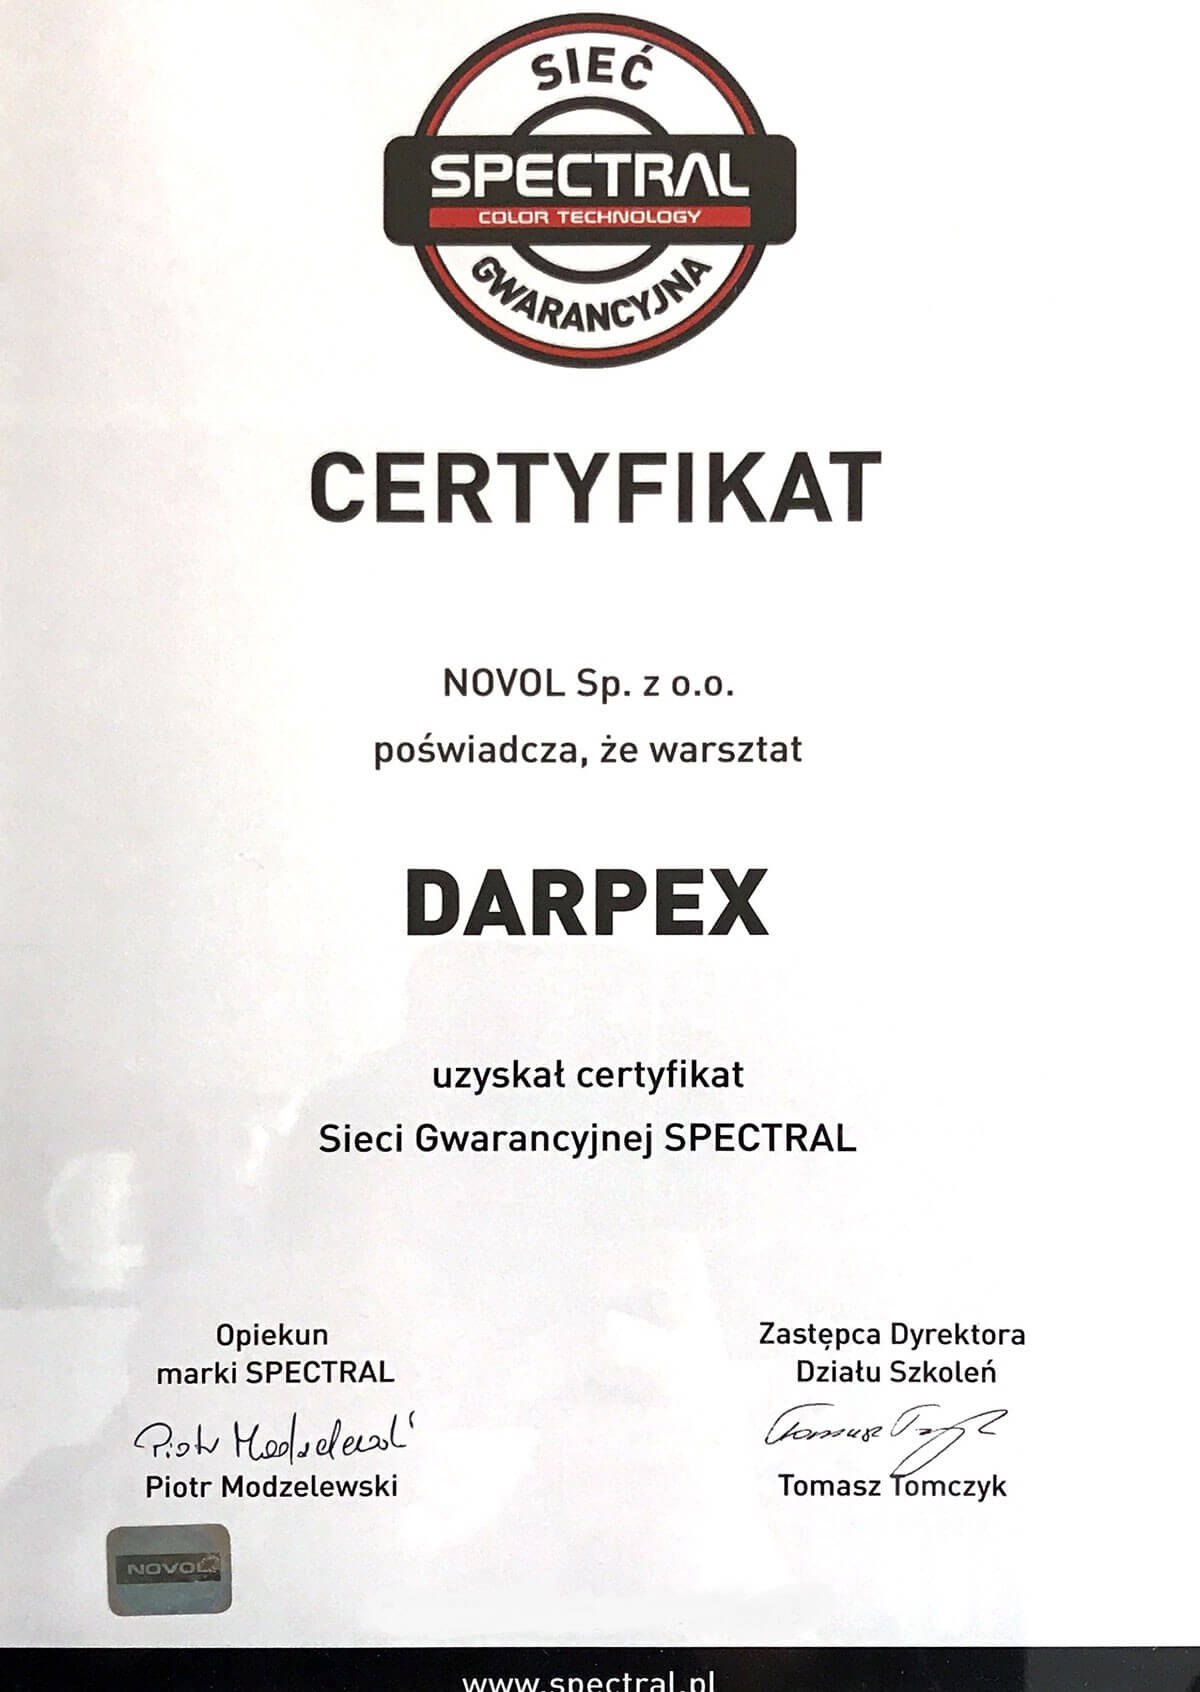 SIEĆ
SPECTRAL
COLOR TECHNOLOGY
GWARANCYJNA
CERTYFIKAT
NOVOL Sp. z o.o.
poświadcza, że warsztat
DARPEX
uzyskał certyfikat
Sieci Gwarancyjnej SPECTRAL
Opiekun
marki SPECTRAL
Piotr Modzelewski
Piotr Modzelewski
Zastępca Dyrektora
Działu Szkoleń
Tomasz Tomczyk
NOVOL
www.spectral.pl